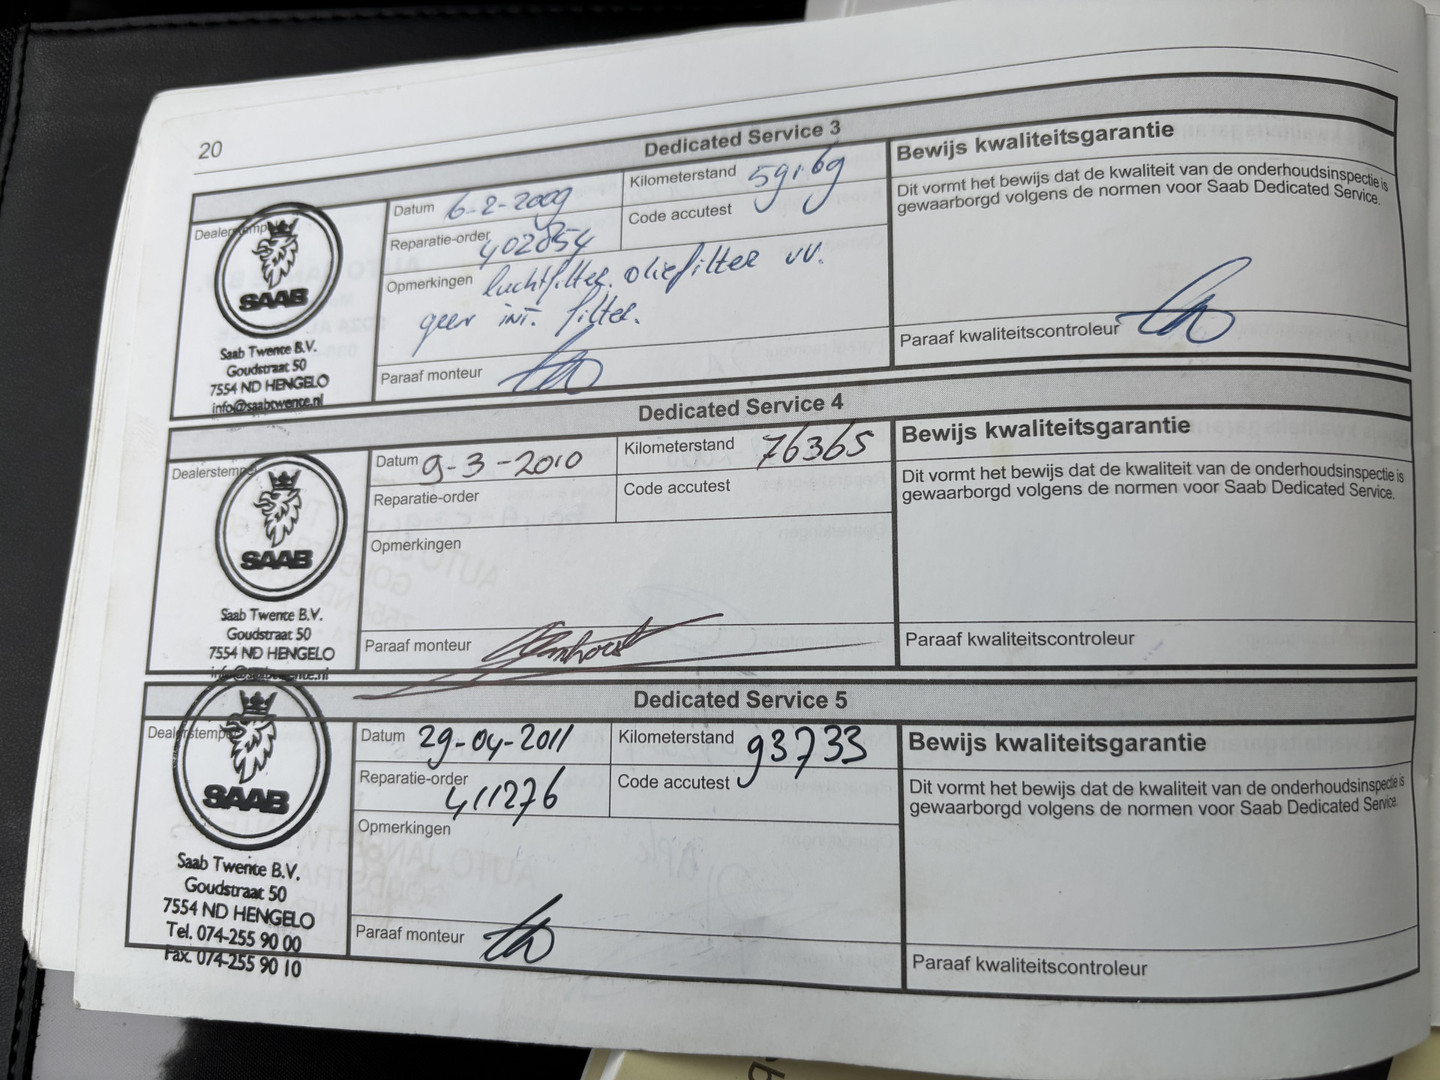 20
Dedicated Service 3
Dealerstempel
SAAB
Saab Twente B.V.
Goudstraat 50
7554 ND HENGELO
info@saabtwente.nl
Datum 6-2-2009
Kilometerstand 59169
Reparatie-order 402854
Code accutest
Opmerkingen luchtfilter. oliefilter vv.
geen int. filter.
Paraaf monteur
Bewijs kwaliteitsgarantie
Dit vormt het bewijs dat de kwaliteit van de onderhoudsinspectie is
gewaarborgd volgens de normen voor Saab Dedicated Service.
Paraaf kwaliteitscontroleur
Dedicated Service 4
Dealerstempel
SAAB
Saab Twente B.V.
Goudstraat 50
7554 ND HENGELO
info@saabtwente.nl
Datum 9-3-2010
Kilometerstand 76365
Reparatie-order
Code accutest
Opmerkingen
Paraaf monteur
Bewijs kwaliteitsgarantie
Dit vormt het bewijs dat de kwaliteit van de onderhoudsinspectie is
gewaarborgd volgens de normen voor Saab Dedicated Service.
Paraaf kwaliteitscontroleur
Dedicated Service 5
Dealerstempel
SAAB
Saab Twente B.V.
Goudstraat 50
7554 ND HENGELO
Tel. 074-255 90 00
Fax. 074-255 90 10
Datum 29-04-2011
Kilometerstand 93733
Reparatie-order 411276
Code accutest
Opmerkingen
Paraaf monteur
Bewijs kwaliteitsgarantie
Dit vormt het bewijs dat de kwaliteit van de onderhoudsinspectie is
gewaarborgd volgens de normen voor Saab Dedicated Service.
Paraaf kwaliteitscontroleur